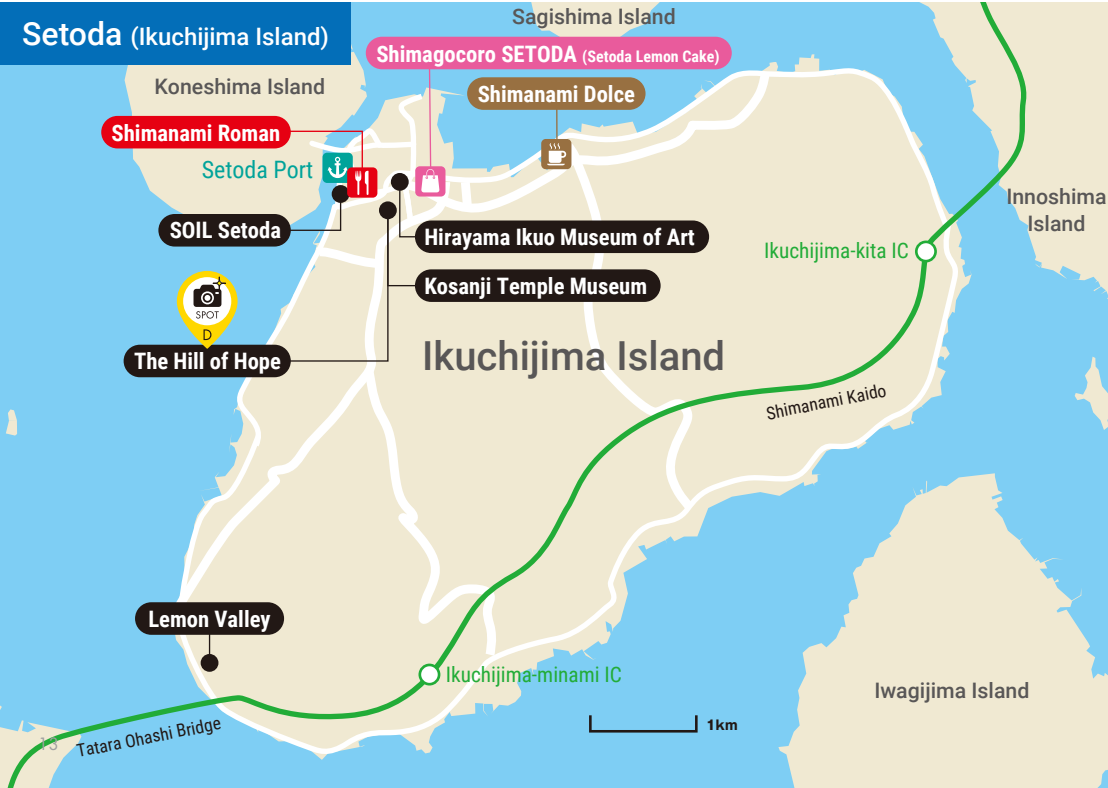 Setoda (Ikuchijima Island)
Sagishima Island
Shimagocoro SETODA (Setoda Lemon Cake)
Koneshima Island
Shimanami Dolce
Shimanami Roman
Setoda Port
Innoshima
Island
SOIL Setoda
Hirayama Ikuo Museum of Art
Ikuchijima-kita IC
Kosanji Temple Museum
SPOT
D
The Hill of Hope
Ikuchijima Island
Shimanami Kaido
Lemon Valley
Ikuchijima-minami IC
Iwagijima Island
1km
Tatara Ohashi Bridge
13